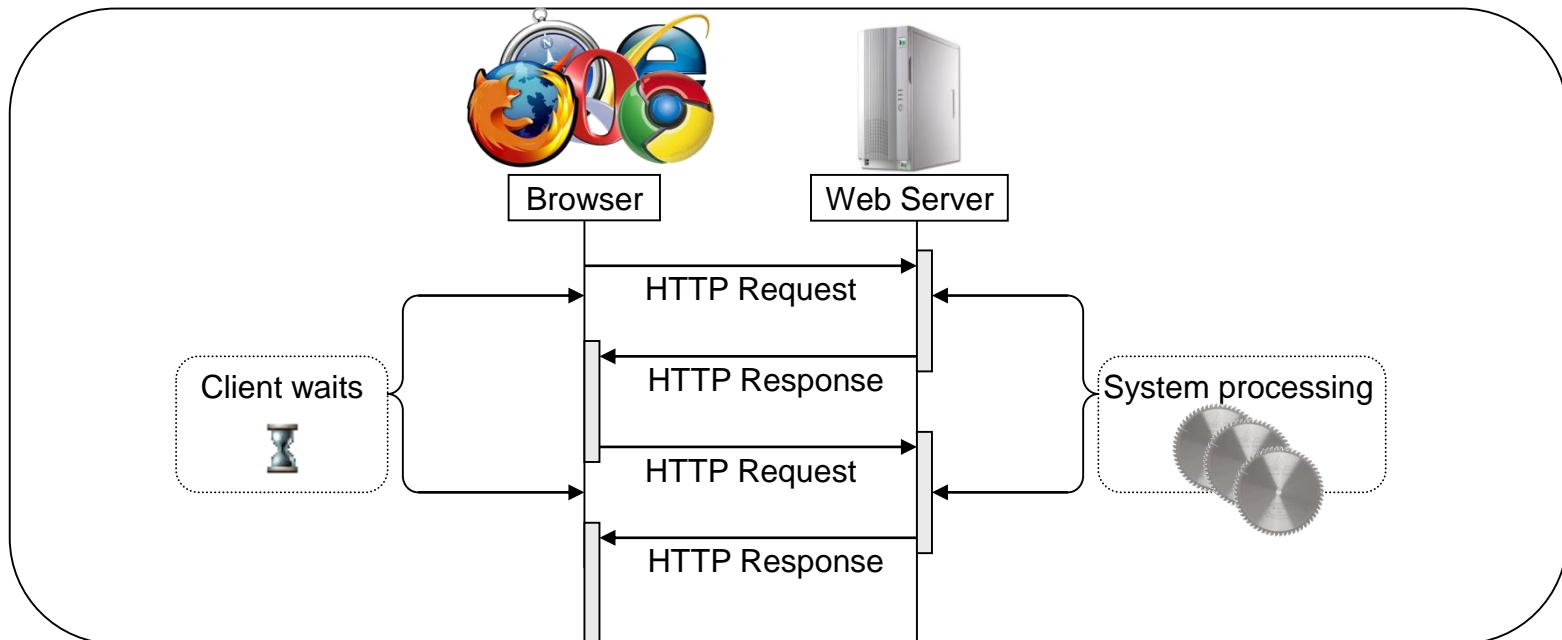 Browser
Web Server
HTTP Request
HTTP Response
Client waits
System processing
HTTP Request
HTTP Response